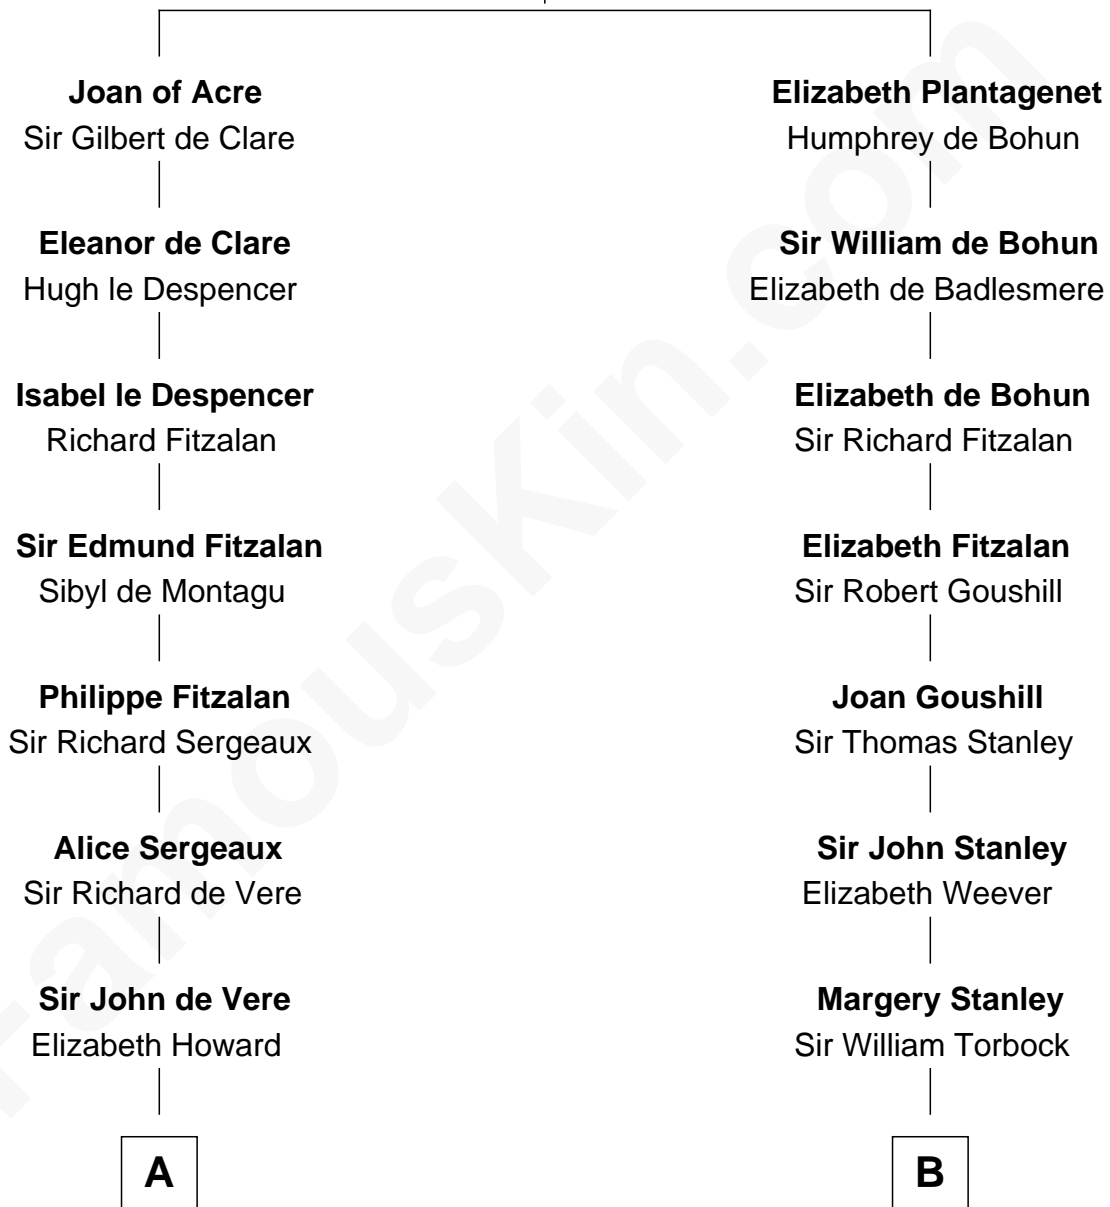 Joan of Acre
Sir Gilbert de Clare
Eleanor de Clare
Hugh le Despencer
Isabel le Despencer
Richard Fitzalan
Sir Edmund Fitzalan
Sibyl de Montagu
Philippe Fitzalan
Sir Richard Sergeaux
Alice Sergeaux
Sir Richard de Vere
Sir John de Vere
Elizabeth Howard
A
Elizabeth Plantagenet
Humphrey de Bohun
Sir William de Bohun
Elizabeth de Badlesmere
Elizabeth de Bohun
Sir Richard Fitzalan
Elizabeth Fitzalan
Sir Robert Goushill
Joan Goushill
Sir Thomas Stanley
Sir John Stanley
Elizabeth Weever
Margery Stanley
Sir William Torbock
B
FamousKin.com